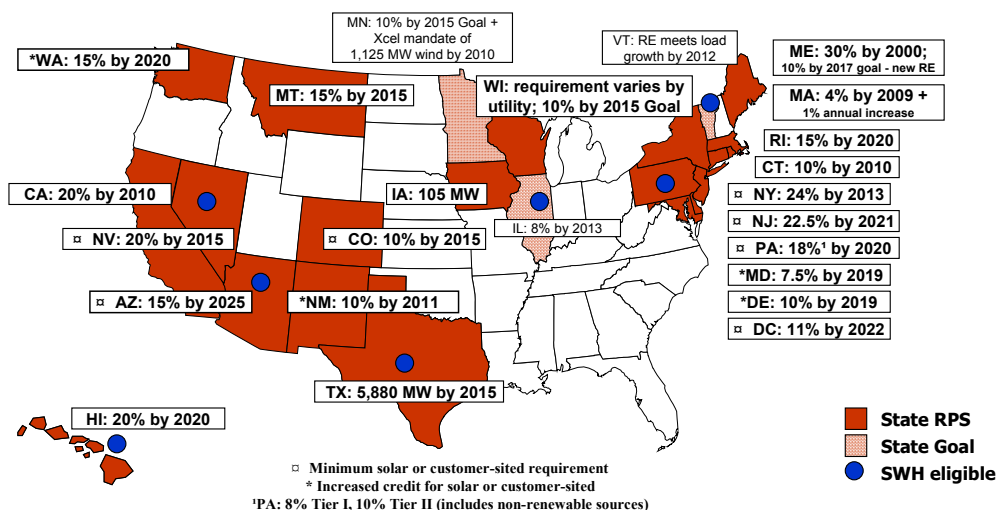 MN: 10% by 2015 Goal +
Xcel mandate of
1,125 MW wind by 2010
VT: RE meets load
growth by 2012
ME: 30% by 2000;
10% by 2017 goal - new RE
*WA: 15% by 2020
MT: 15% by 2015
WI: requirement varies by
utility; 10% by 2015 Goal
MA: 4% by 2009 +
1% annual increase
RI: 15% by 2020
CT: 10% by 2010
CA: 20% by 2010
IA: 105 MW
¤ NY: 24% by 2013
IL: 8% by 2013
¤ NJ: 22.5% by 2021
¤ NV: 20% by 2015
¤ CO: 10% by 2015
¤ PA: 18%¹ by 2020
*MD: 7.5% by 2019
¤ AZ: 15% by 2025
*NM: 10% by 2011
*DE: 10% by 2019
¤ DC: 11% by 2022
TX: 5,880 MW by 2015
HI: 20% by 2020
State RPS
State Goal
SWH eligible
¤ Minimum solar or customer-sited requirement
* Increased credit for solar or customer-sited
¹PA: 8% Tier I, 10% Tier II (includes non-renewable sources)